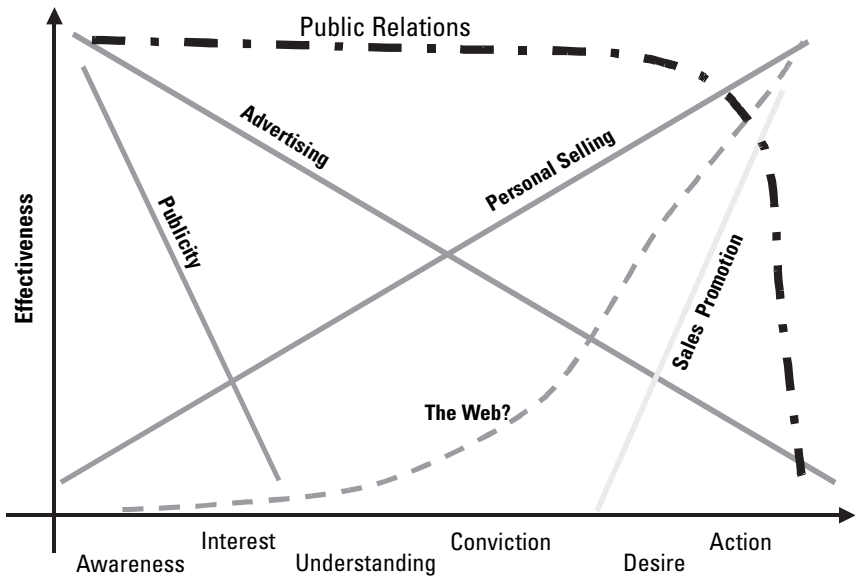 Public Relations
Advertising
Personal Selling
Publicity
Effectiveness
Sales Promotion
The Web?
Awareness
Interest
Understanding
Conviction
Desire
Action